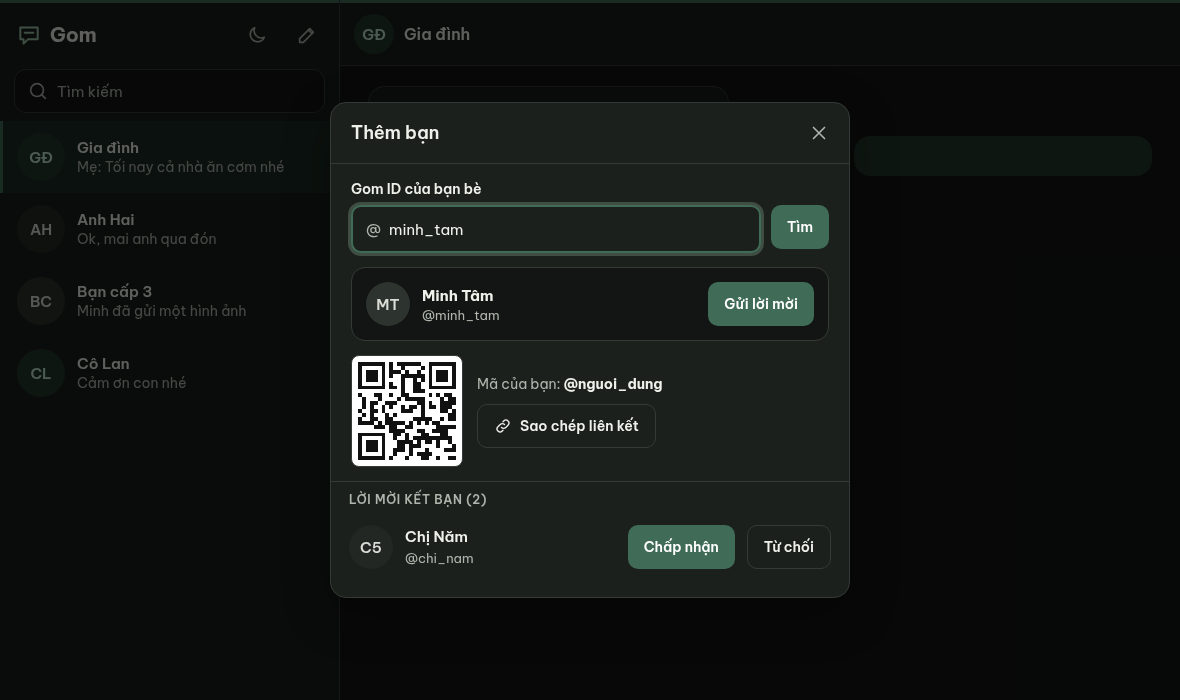 Gom
GĐ Gia đình
Tìm kiếm
GĐ
Gia đình
Mẹ: Tối nay cả nhà ăn cơm nhé
AH
Anh Hai
Ok, mai anh qua đón
BC
Bạn cấp 3
Minh đã gửi một hình ảnh
CL
Cô Lan
Cảm ơn con nhé
Thêm bạn
Gom ID của bạn bè
@ minh_tam
Tìm
MT
Minh Tâm
@minh_tam
Gửi lời mời
Mã của bạn: @nguoi_dung
Sao chép liên kết
LỜI MỜI KẾT BẠN (2)
C5
Chị Năm
@chi_nam
Chấp nhận
Từ chối